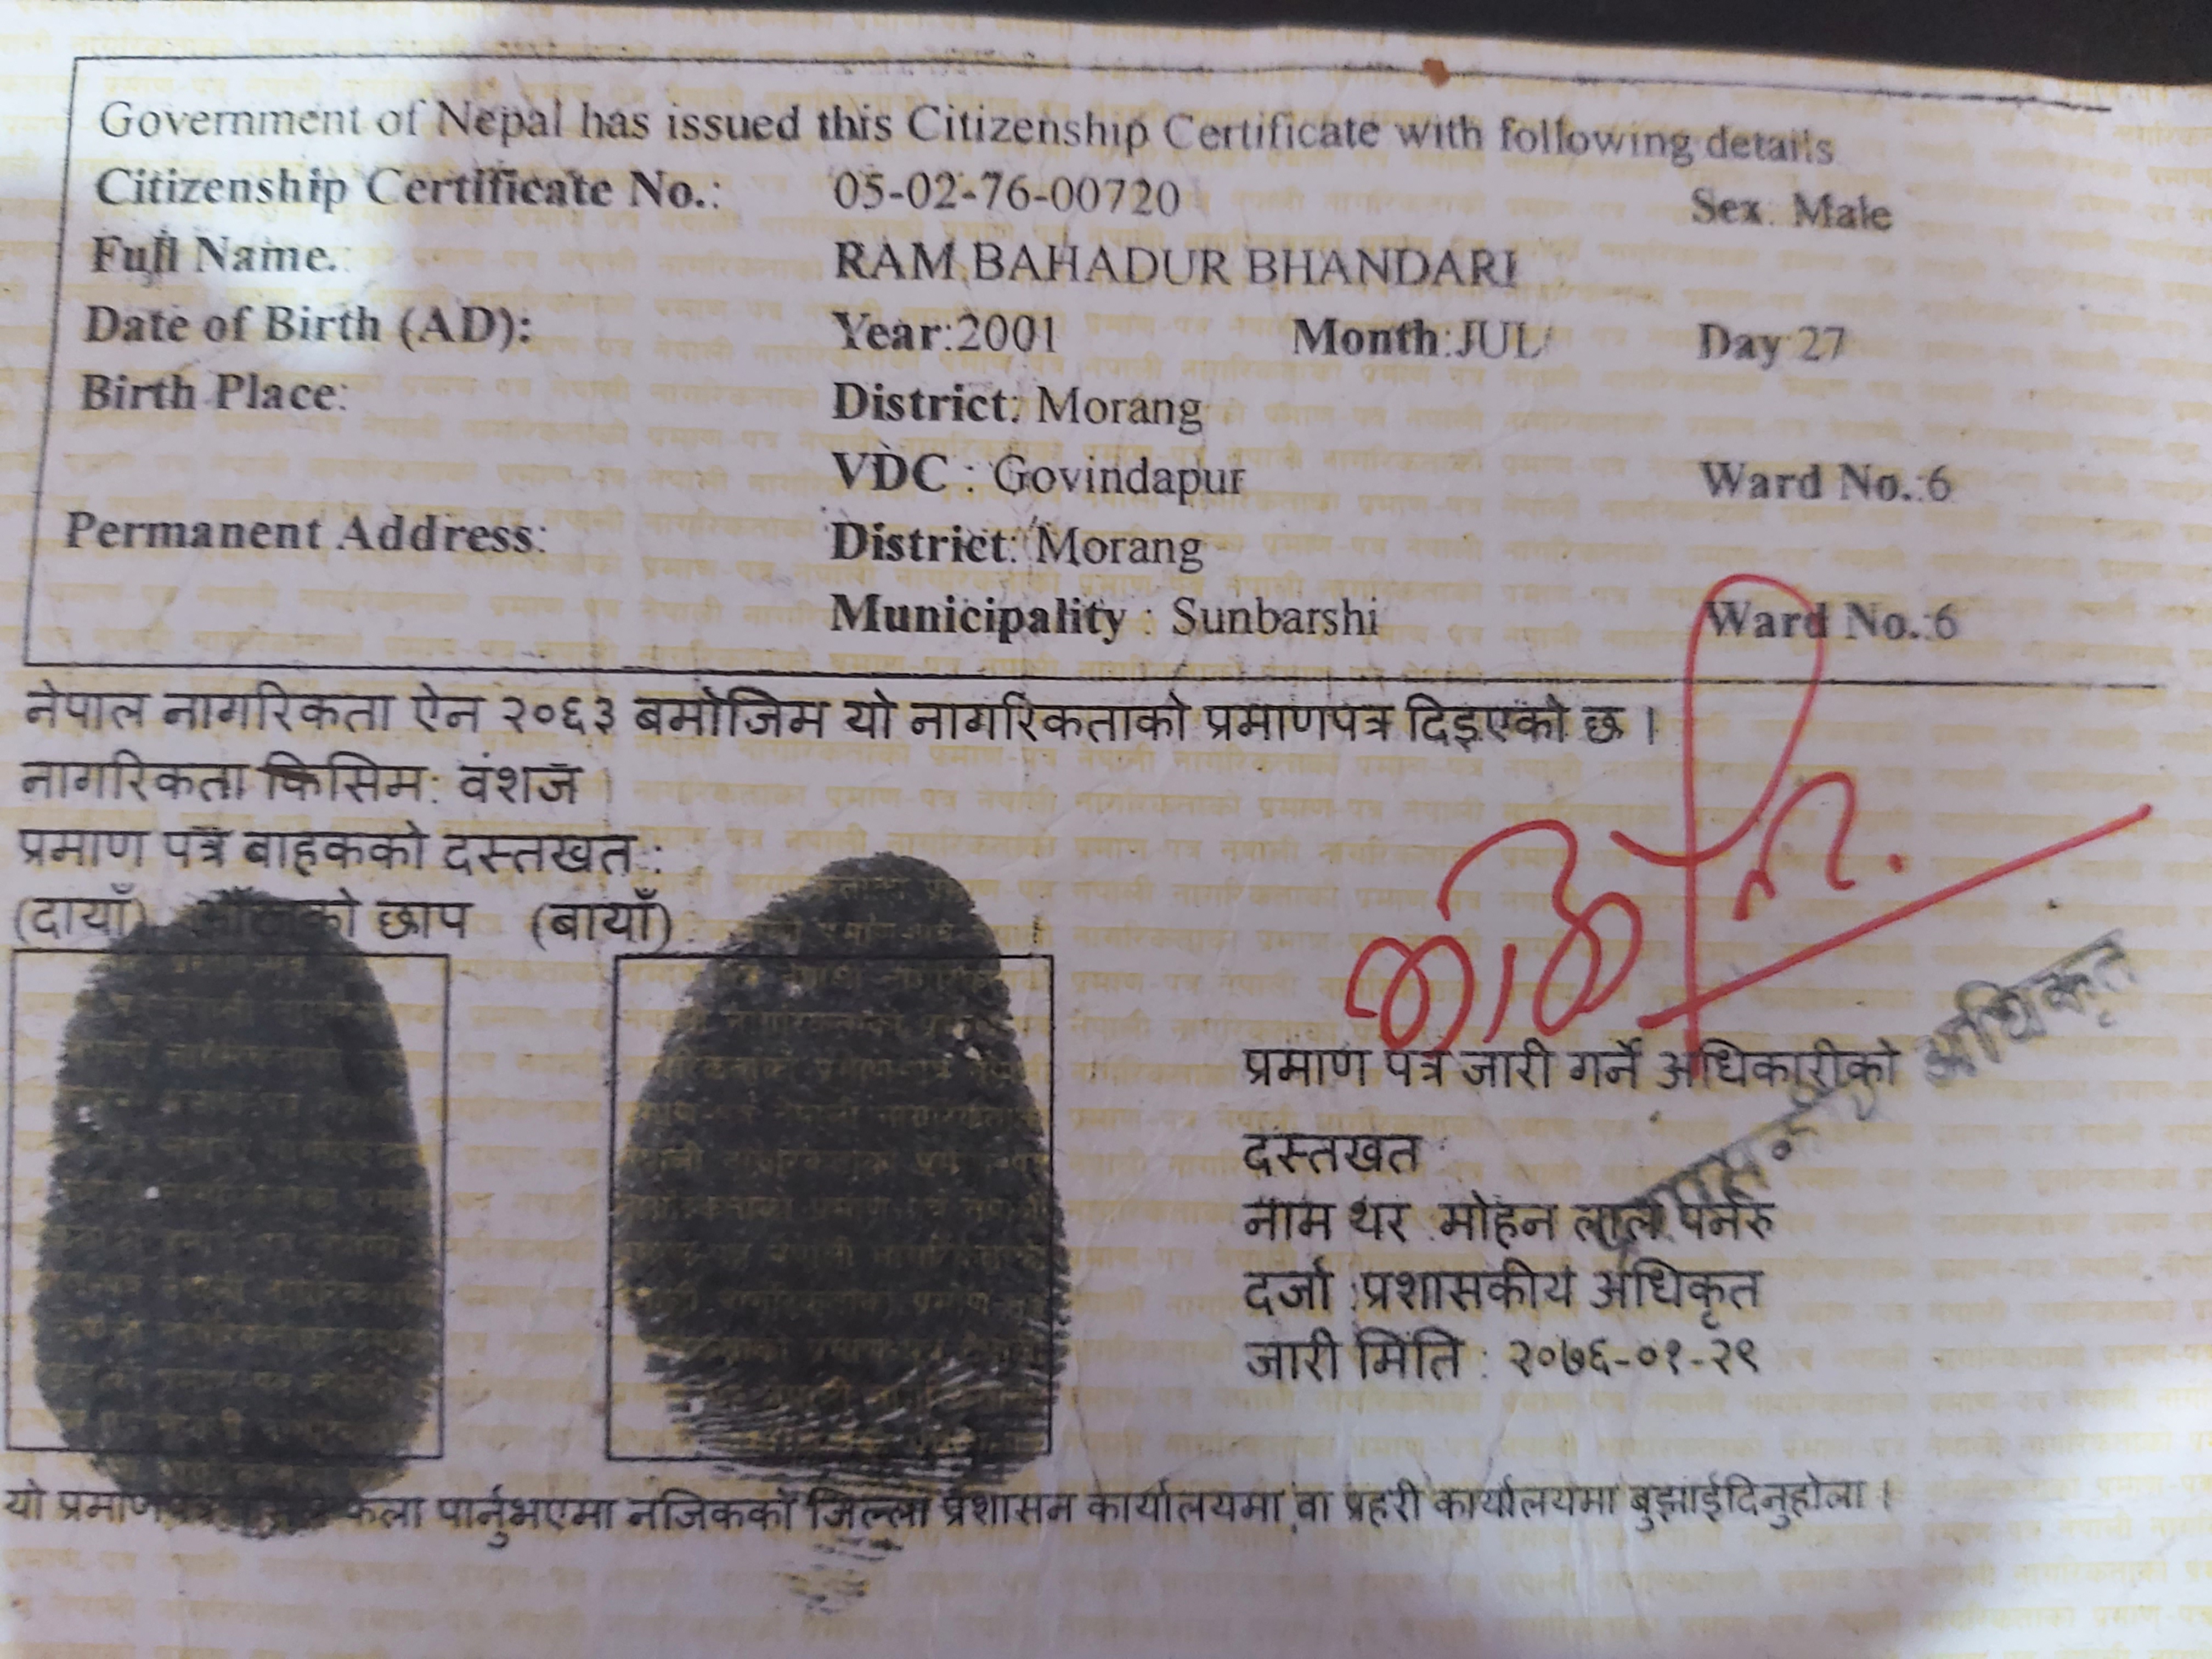 Government of Nepal has issued this Citizenship Certificate with following details
Citizenship Certificate No.: 05-02-76-00720 Sex. Male
Full Name. RAM BAHADUR BHANDARI
Date of Birth (AD): Year:2001 Month:JUL Day 27
Birth Place: District: Morang
VDC : Govindapur Ward No.:6
Permanent Address: District: Morang
Municipality : Sunbarshi Ward No.:6
नेपाल नागरिकता ऐन २०६३ बमोजिम यो नागरिकताको प्रमाणपत्र दिइएको छ ।
नागरिकता किसिम: वंशज
प्रमाण पत्र बाहकको दस्तखत :
(दायाँ) छाप (बायाँ)
अधिकृत
प्रमाण पत्र जारी गर्ने अधिकारीको
दस्तखत :
नाम थर मोहन लाल पनेरु
दर्जा : प्रशासकीय अधिकृत
जारी मिति : २०७६-०१-२९
यो पार्नुभएमा नजिकको जिल्ला प्रशासन कार्यालयमा वा प्रहरी कार्यालयमा बुझाईदिनुहोला ।